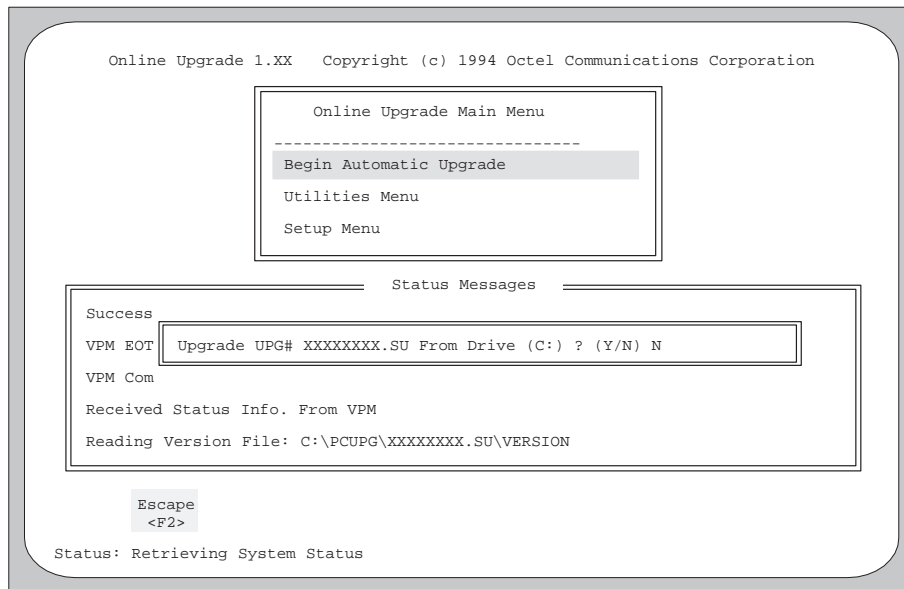 Online Upgrade 1.XX   Copyright (c) 1994 Octel Communications Corporation
Online Upgrade Main Menu
--------------------------------
Begin Automatic Upgrade
Utilities Menu
Setup Menu
Status Messages
Success
VPM EOT
Upgrade UPG# XXXXXXXX.SU From Drive (C:) ? (Y/N) N
VPM Com
Received Status Info. From VPM
Reading Version File: C:\PCUPG\XXXXXXXX.SU\VERSION
Escape
<F2>
Status: Retrieving System Status